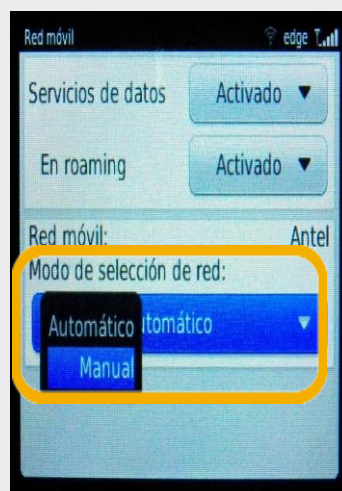 Red móvil edge
Servicios de datos Activado
En roaming Activado
Red móvil: Antel
Modo de selección de red:
Automático utomático
Manual